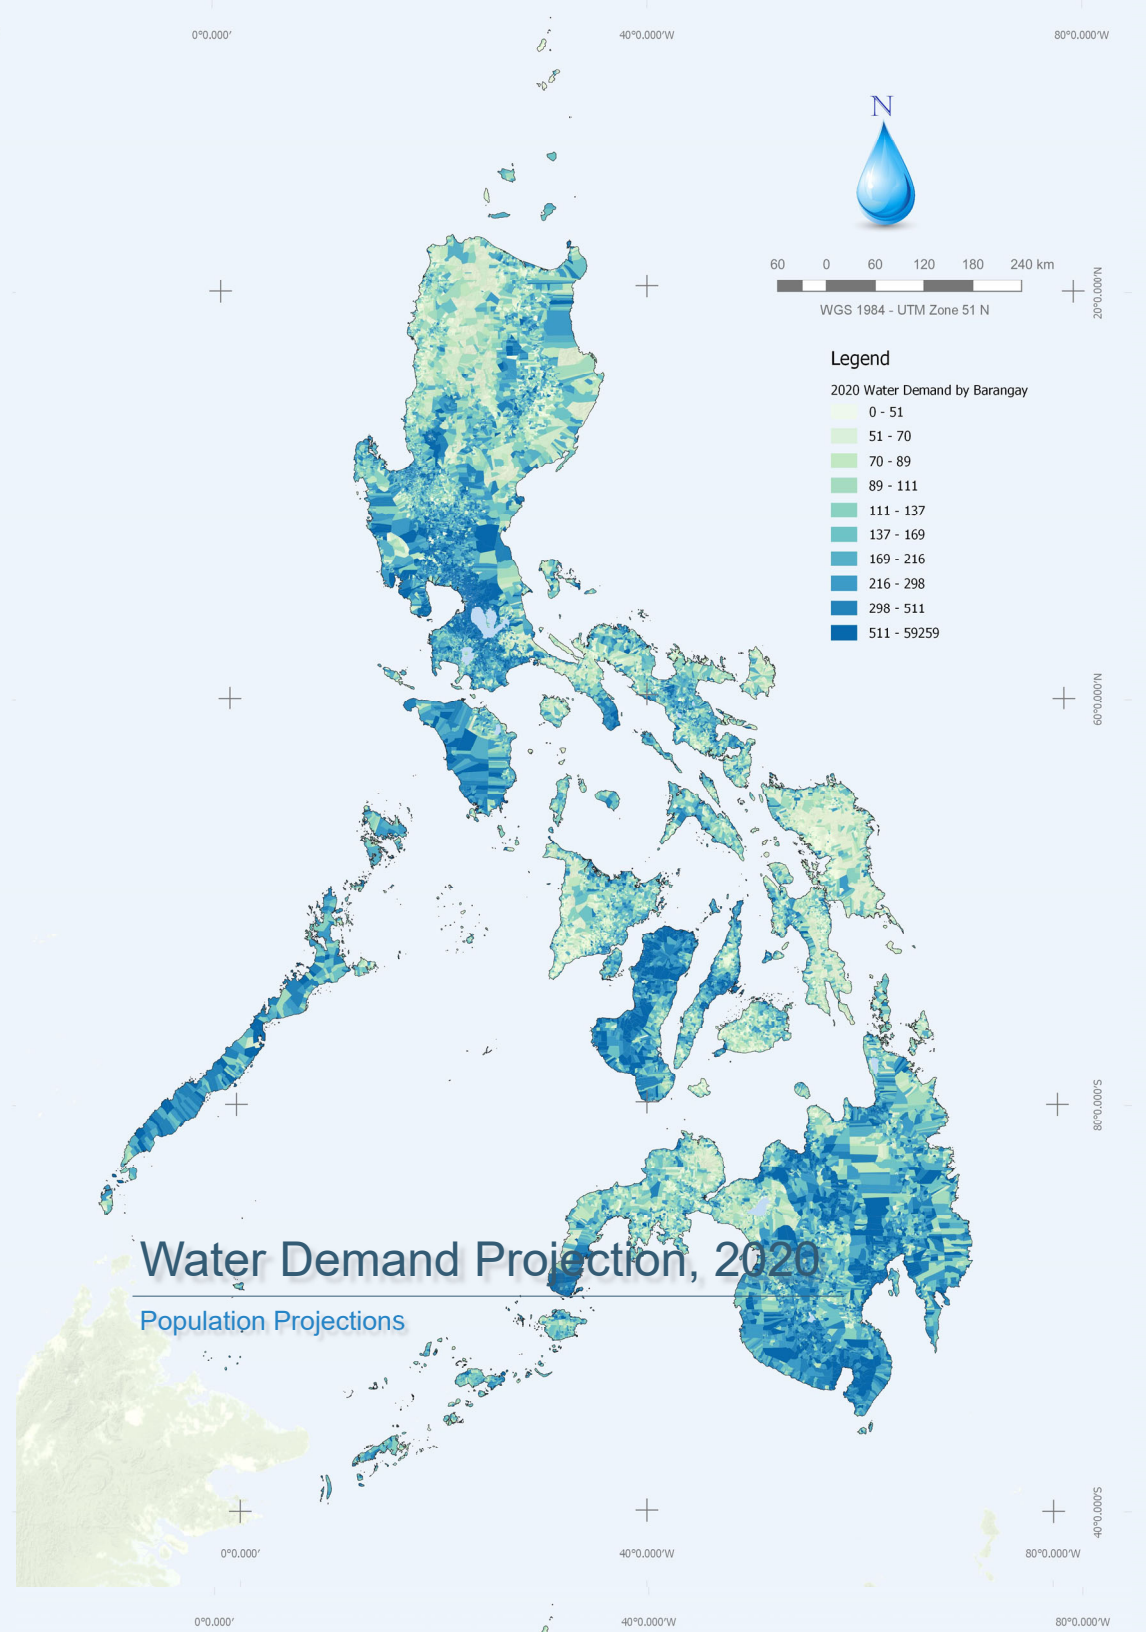 0°0.000′
40°0.000′W
80°0.000′W
N
60 0 60 120 180 240 km
WGS 1984 - UTM Zone 51 N
20°0.000′N
Legend
2020 Water Demand by Barangay
0 - 51
51 - 70
70 - 89
89 - 111
111 - 137
137 - 169
169 - 216
216 - 298
298 - 511
511 - 59259
60°0.000′N
80°0.000′S
Water Demand Projection, 2020
Population Projections
40°0.000′S
0°0.000′
40°0.000′W
80°0.000′W
0°0.000′
40°0.000′W
80°0.000′W